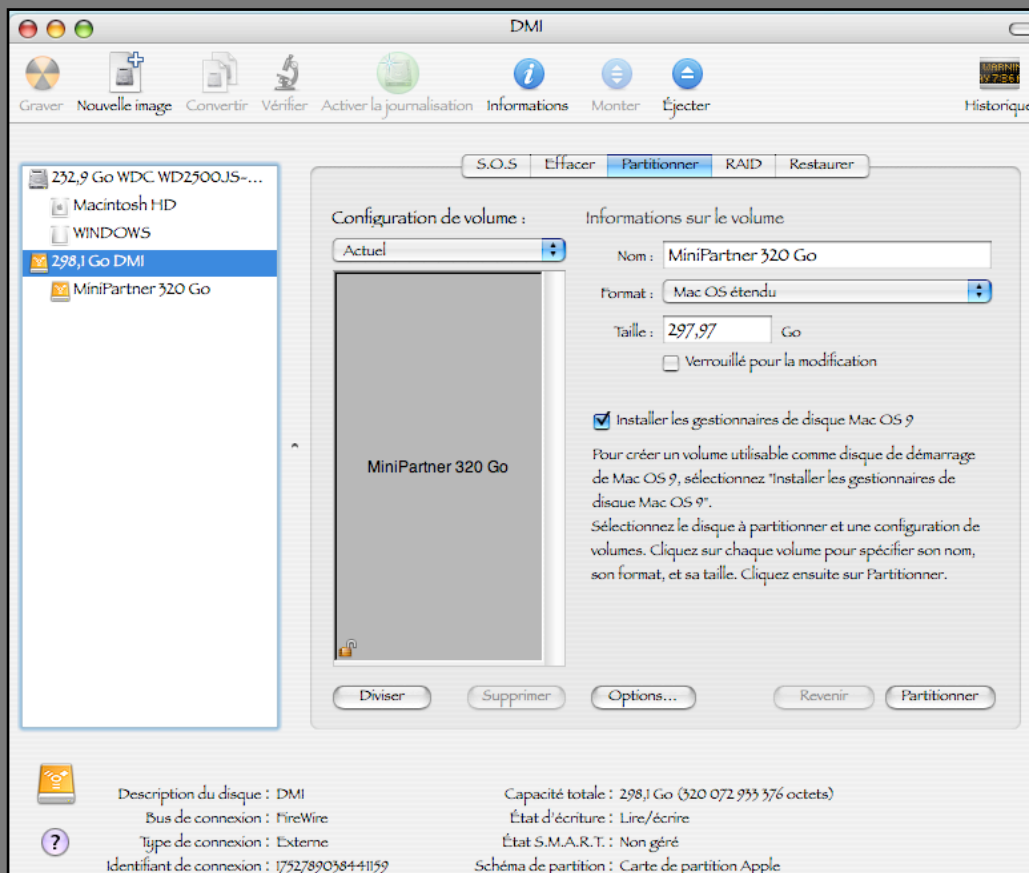 DMI
Graver Nouvelle image Convertir Vérifier Activer la journalisation Informations Monter Éjecter Historique
S.O.S Effacer Partitionner RAID Restaurer
232,9 Go WDC WD2500JS-...
Macintosh HD
WINDOWS
298,1 Go DMI
MiniPartner 320 Go
Configuration de volume :
Actuel
MiniPartner 320 Go
Informations sur le volume
Nom : MiniPartner 320 Go
Format : Mac OS étendu
Taille : 297,97 Go
Verrouillé pour la modification
Installer les gestionnaires de disque Mac OS 9
Pour créer un volume utilisable comme disque de démarrage
de Mac OS 9, sélectionnez "Installer les gestionnaires de
disque Mac OS 9".
Sélectionnez le disque à partitionner et une configuration de
volumes. Cliquez sur chaque volume pour spécifier son nom,
son format, et sa taille. Cliquez ensuite sur Partitionner.
Diviser Supprimer Options... Revenir Partitionner
Description du disque : DMI
Bus de connexion : FireWire
Type de connexion : Externe
Identifiant de connexion : 1752789038441159
Capacité totale : 298,1 Go (320 072 933 376 octets)
État d'écriture : Lire/écrire
État S.M.A.R.T. : Non géré
Schéma de partition : Carte de partition Apple